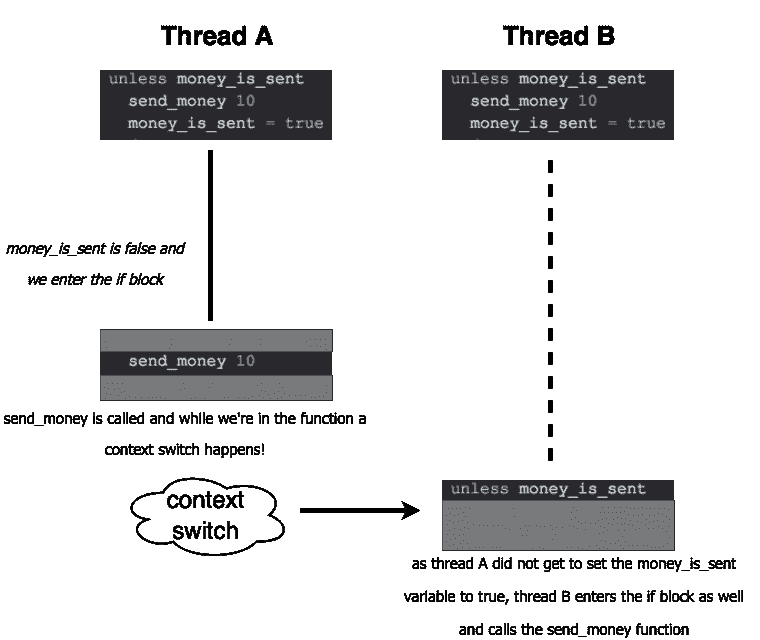 Thread A
Thread B
unless money_is_sent
send_money 10
money_is_sent = true
unless money_is_sent
send_money 10
money_is_sent = true
money_is_sent is false and
we enter the if block
send_money 10
send_money is called and while we're in the function a
context switch happens!
context
switch
unless money_is_sent
as thread A did not get to set the money_is_sent
variable to true, thread B enters the if block as well
and calls the send_money function